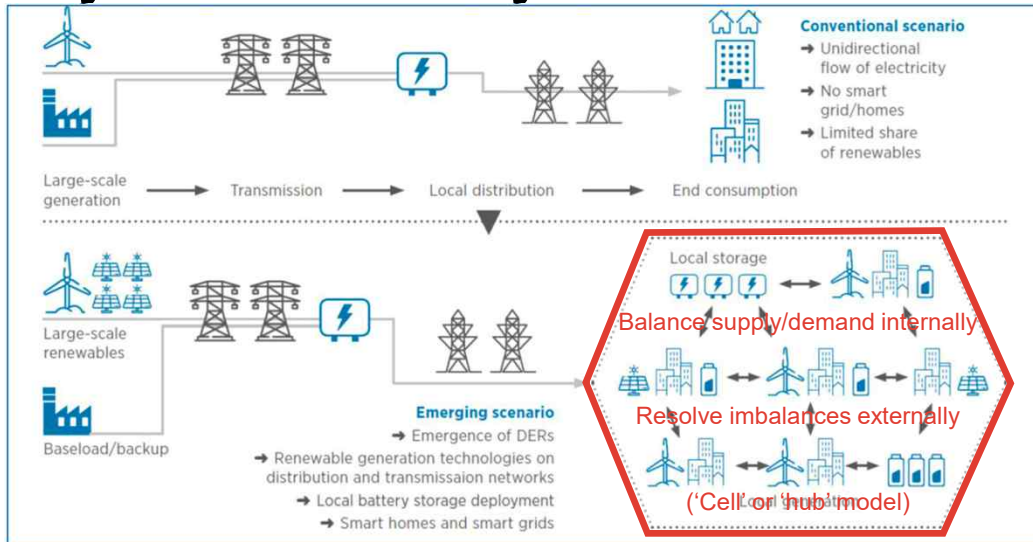 Conventional scenario
→ Unidirectional
flow of electricity
→ No smart
grid/homes
→ Limited share
of renewables
Large-scale
generation
Transmission
Local distribution
End consumption
Local storage
Large-scale
renewables
Balance supply/demand internally
Resolve imbalances externally
Emerging scenario
→ Emergence of DERs
→ Renewable generation technologies on
distribution and transmissaion networks
→ Local battery storage deployment
→ Smart homes and smart grids
Baseload/backup
(‘Cell’ or ‘hub’ model)
Local generation